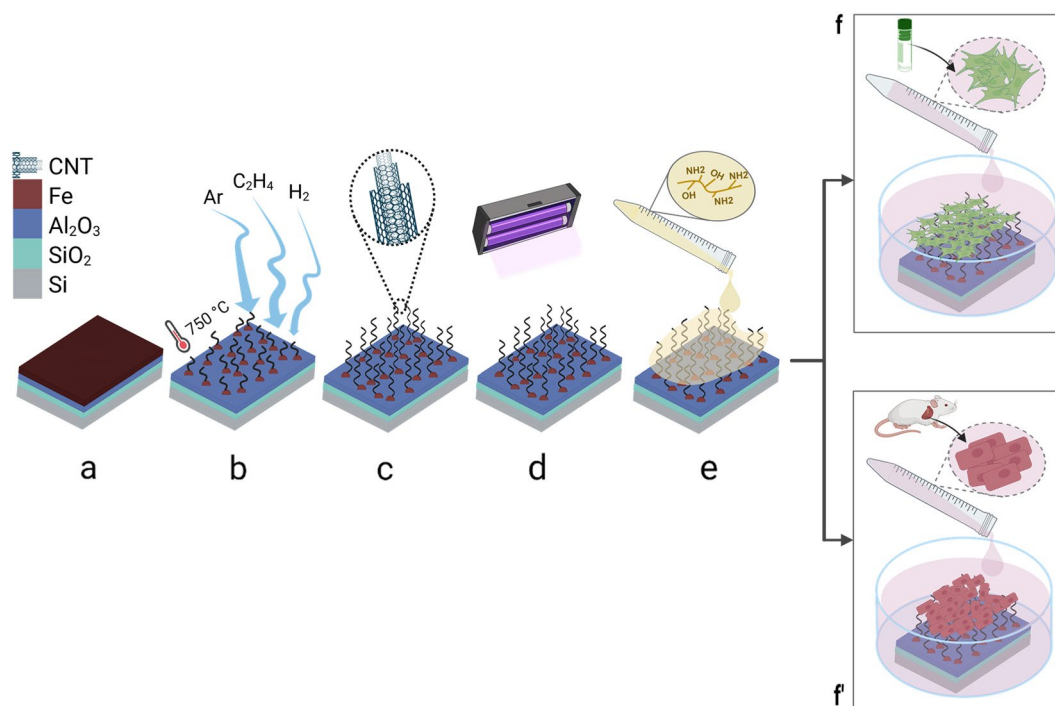 CNT
Fe
Al₂O₃
SiO₂
Si
a
750 °C
Ar
C₂H₄
H₂
b
c
d
NH2
OH
NH2
OH
NH2
e
f
f'